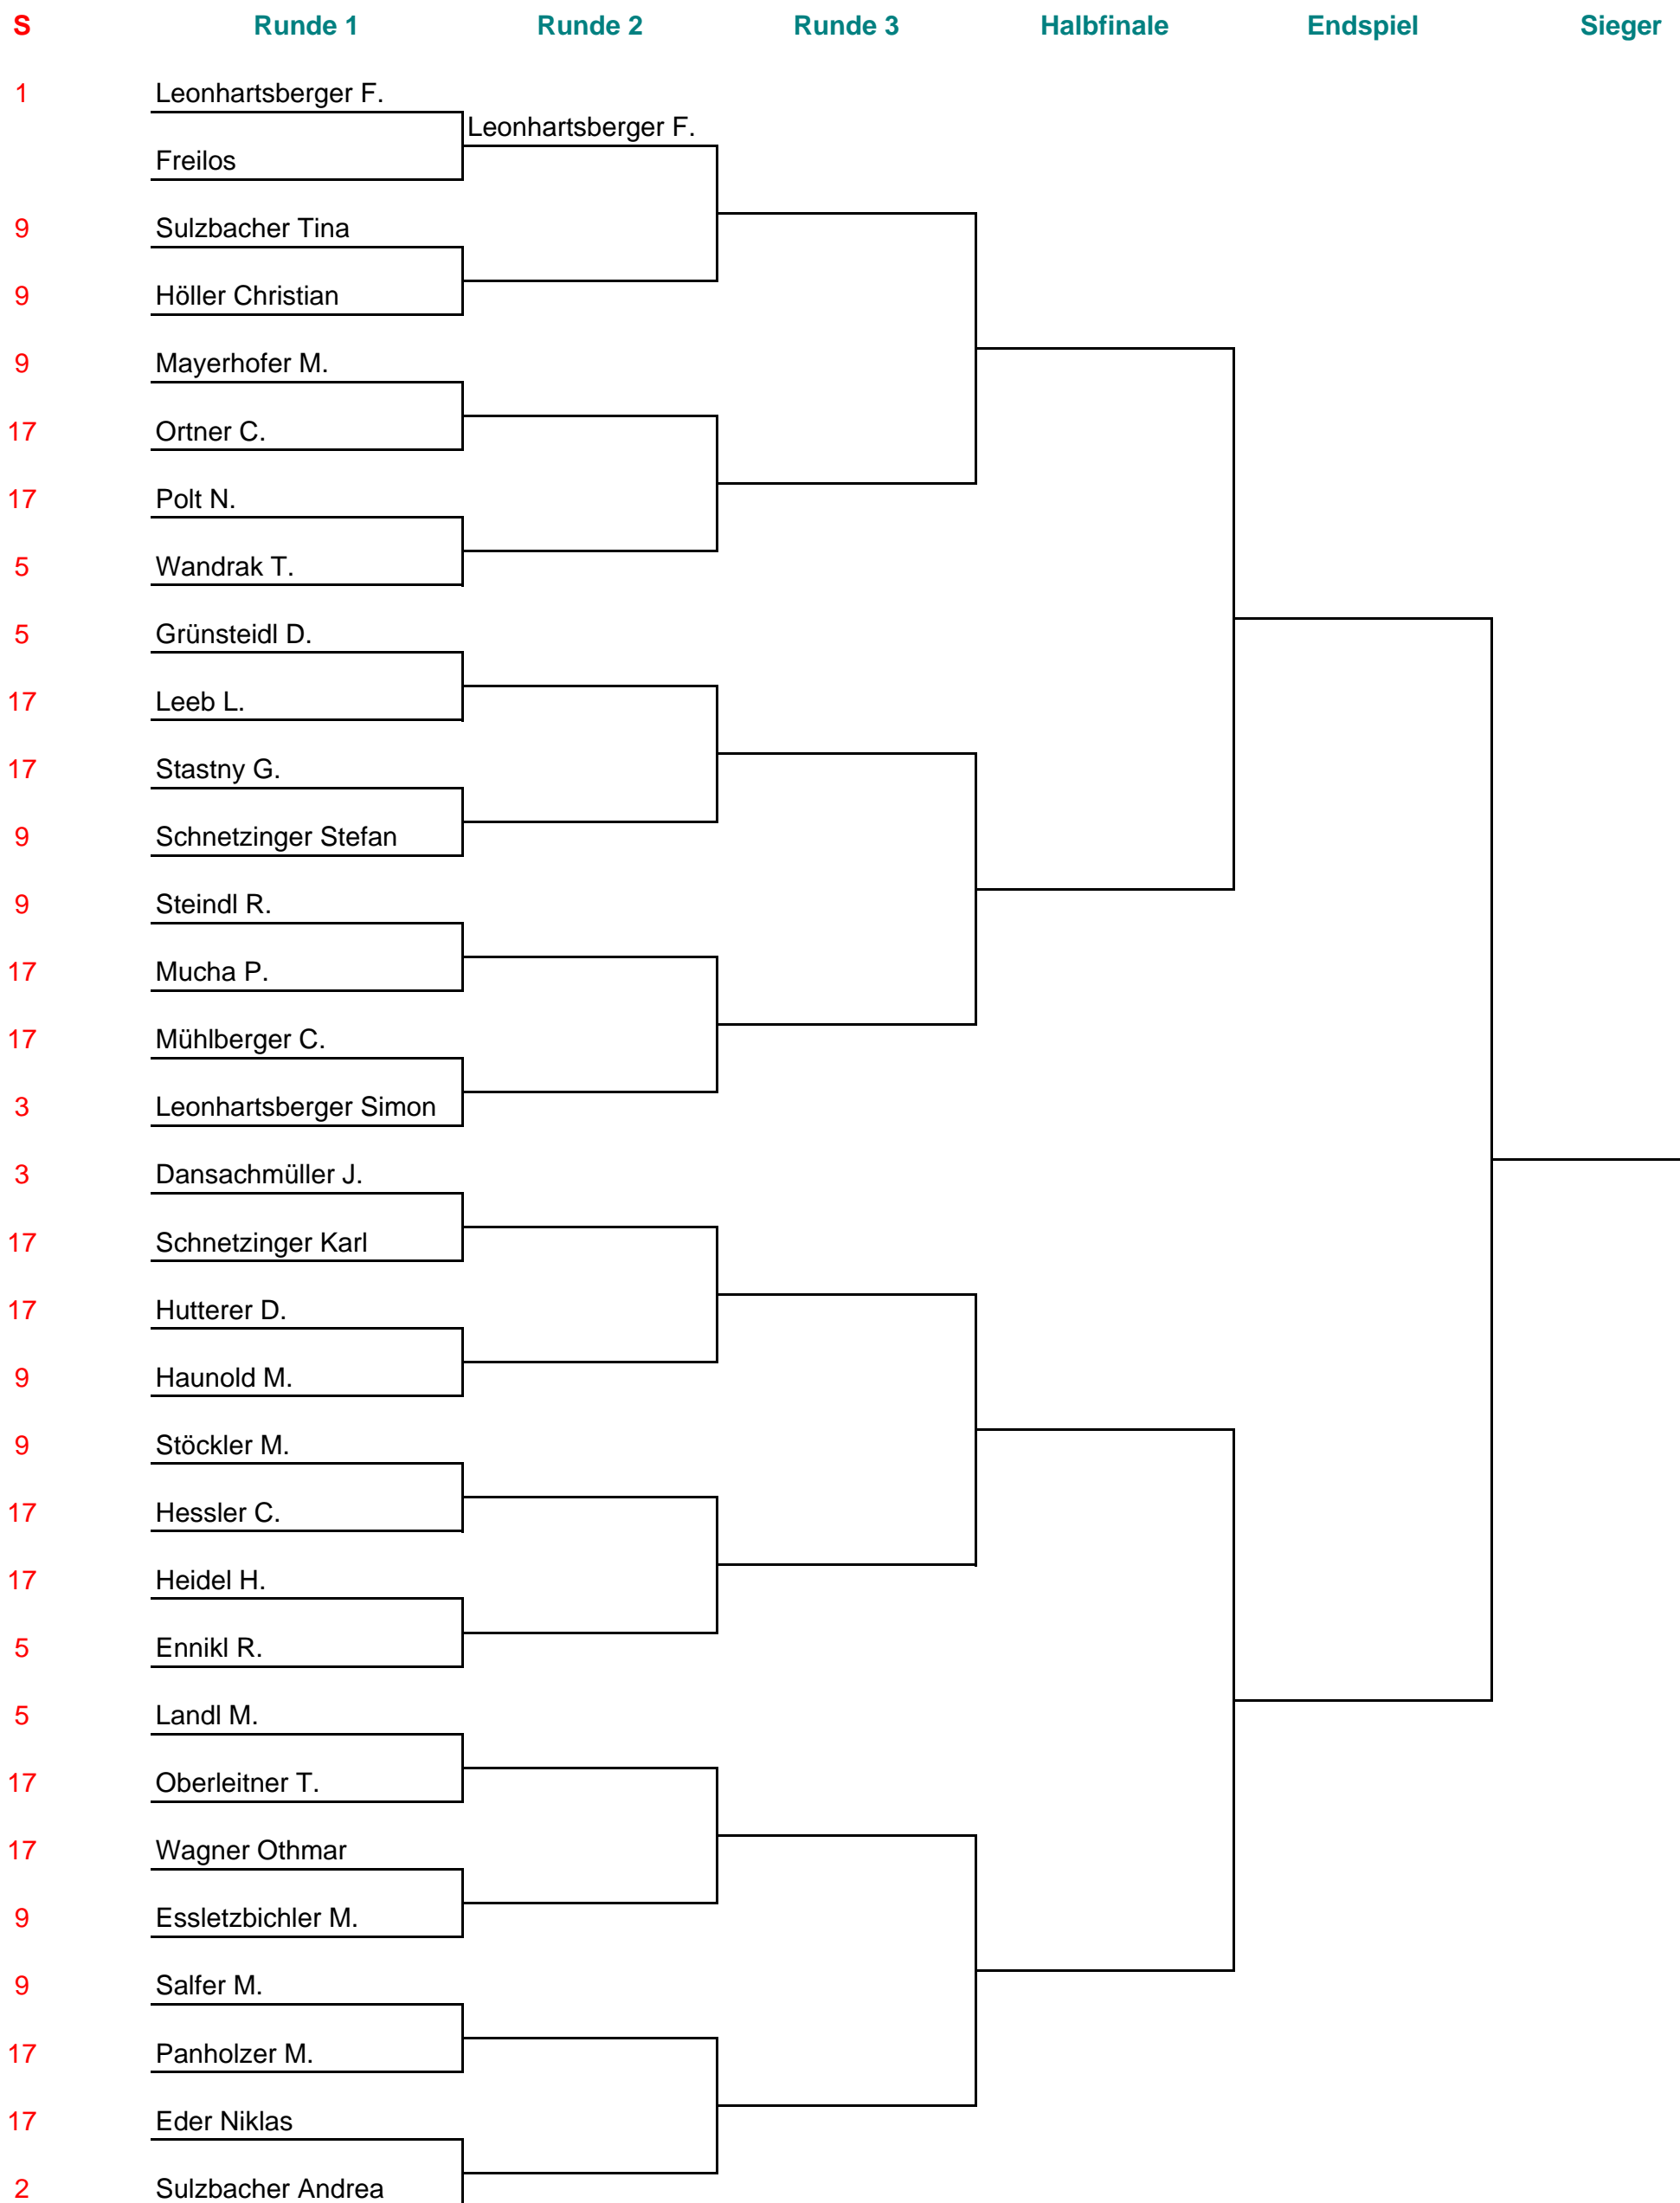 S Runde 1 Runde 2 Runde 3 Halbfinale Endspiel Sieger
1 Leonhartsberger F.
Leonhartsberger F.
Freilos
9 Sulzbacher Tina
9 Höller Christian
9 Mayerhofer M.
17 Ortner C.
17 Polt N.
5 Wandrak T.
5 Grünsteidl D.
17 Leeb L.
17 Stastny G.
9 Schnetzinger Stefan
9 Steindl R.
17 Mucha P.
17 Mühlberger C.
3 Leonhartsberger Simon
3 Dansachmüller J.
17 Schnetzinger Karl
17 Hutterer D.
9 Haunold M.
9 Stöckler M.
17 Hessler C.
17 Heidel H.
5 Ennikl R.
5 Landl M.
17 Oberleitner T.
17 Wagner Othmar
9 Essletzbichler M.
9 Salfer M.
17 Panholzer M.
17 Eder Niklas
2 Sulzbacher Andrea